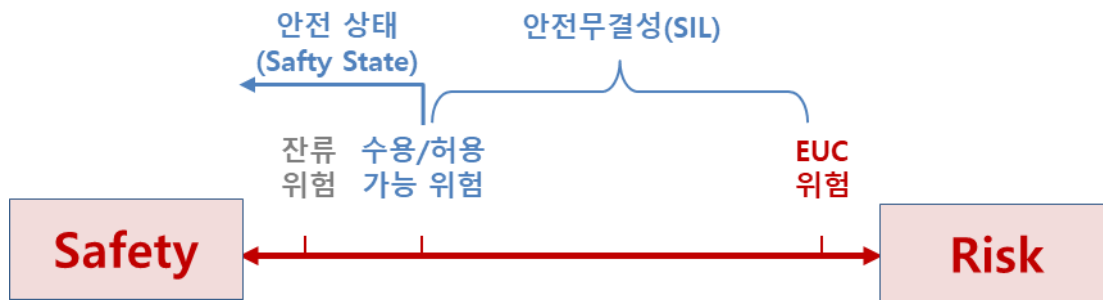 안전 상태
(Safty State)
안전무결성(SIL)
잔류
위험
수용/허용
가능 위험
EUC
위험
Safety
Risk